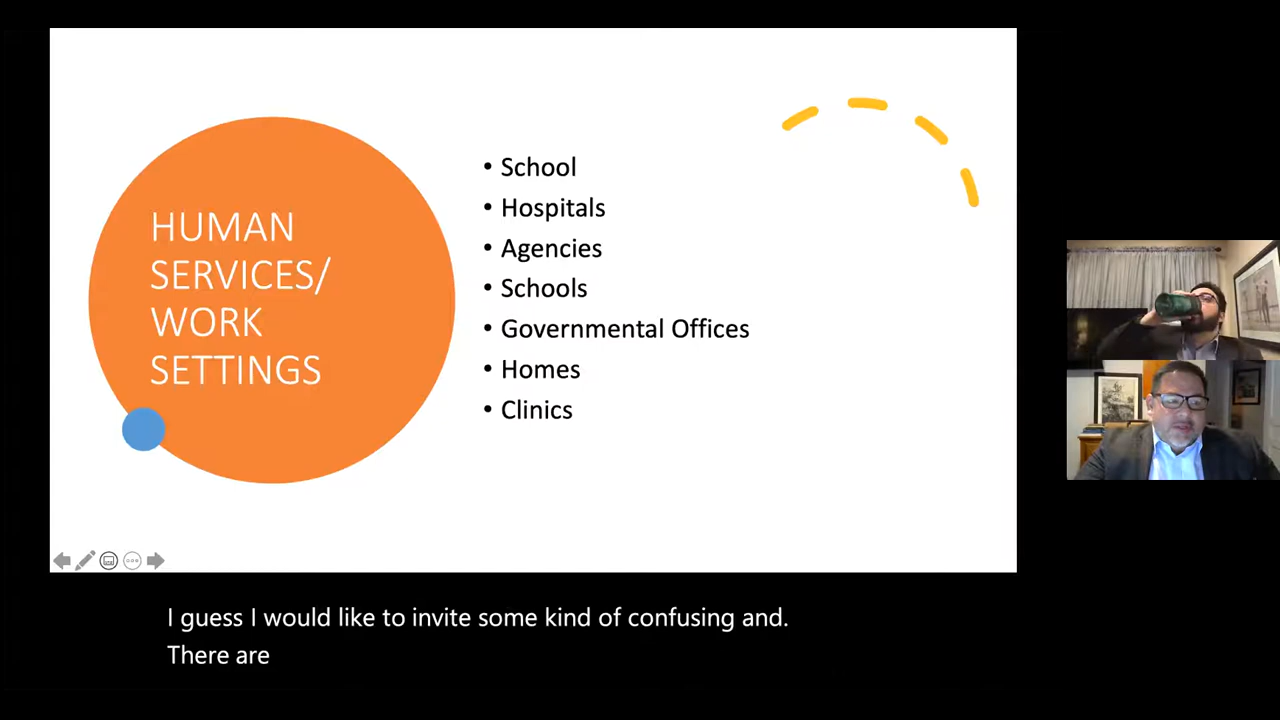 HUMAN
SERVICES/
WORK
SETTINGS
• School
• Hospitals
• Agencies
• Schools
• Governmental Offices
• Homes
• Clinics
I guess I would like to invite some kind of confusing and.
There are